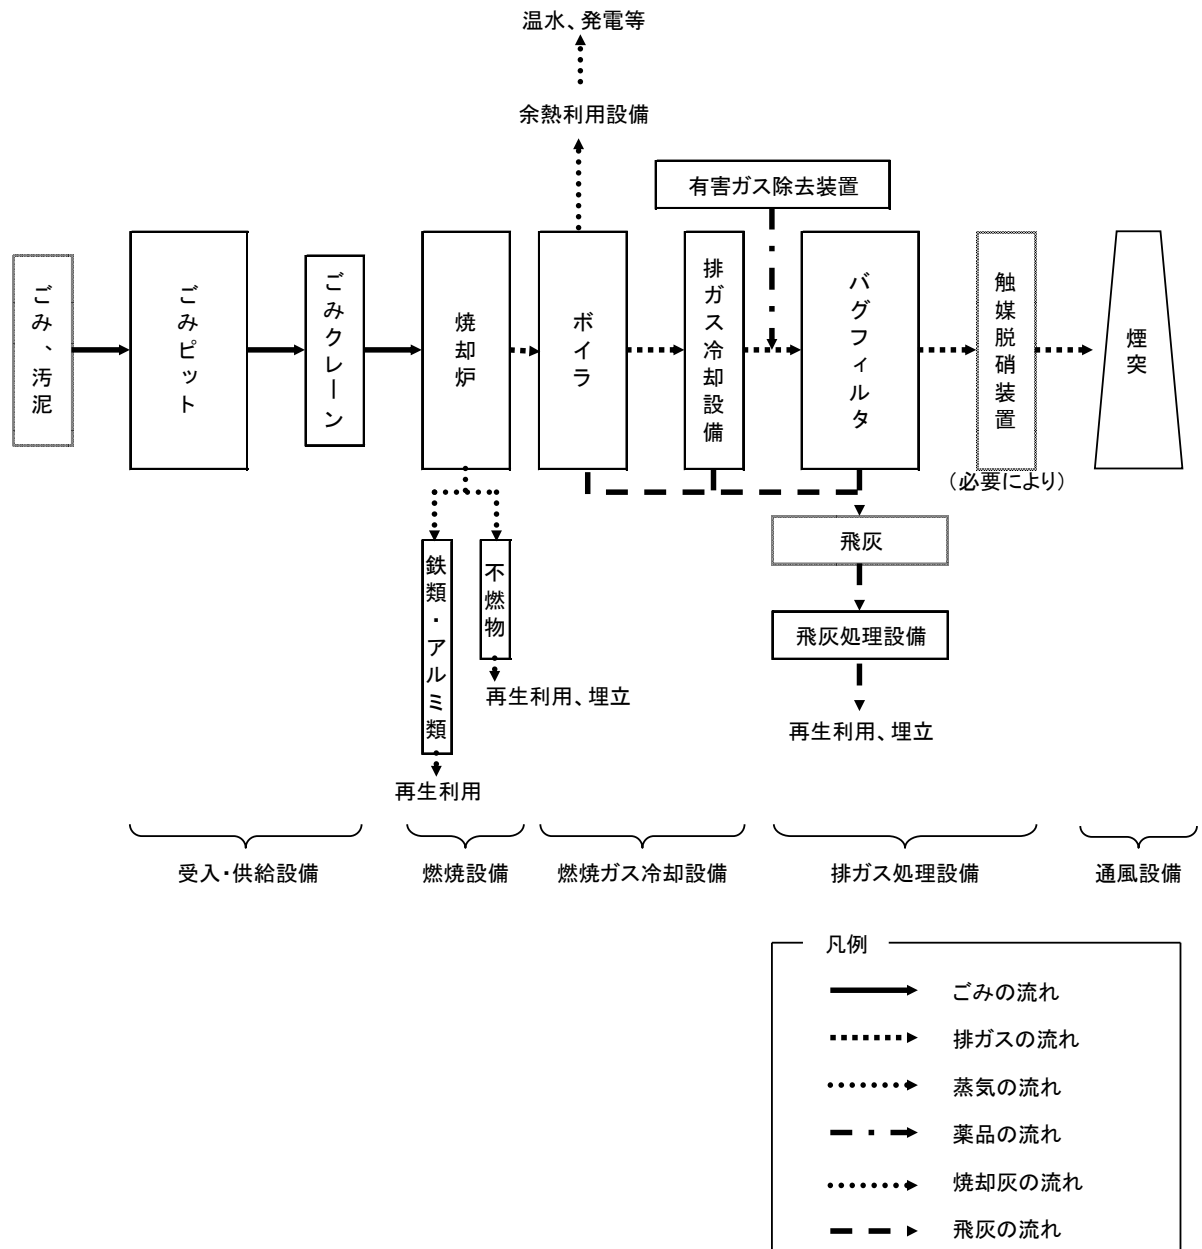 温水、発電等
余熱利用設備
有害ガス除去装置
ごみ、汚泥
ごみピット
ごみクレーン
焼却炉
ボイラ
排ガス冷却設備
バグフィルタ
触媒脱硝装置
煙突
（必要により）
鉄類・アルミ類
不燃物
飛灰
飛灰処理設備
再生利用、埋立
再生利用、埋立
再生利用
受入・供給設備
燃焼設備
燃焼ガス冷却設備
排ガス処理設備
通風設備
凡例
ごみの流れ
排ガスの流れ
蒸気の流れ
薬品の流れ
焼却灰の流れ
飛灰の流れ